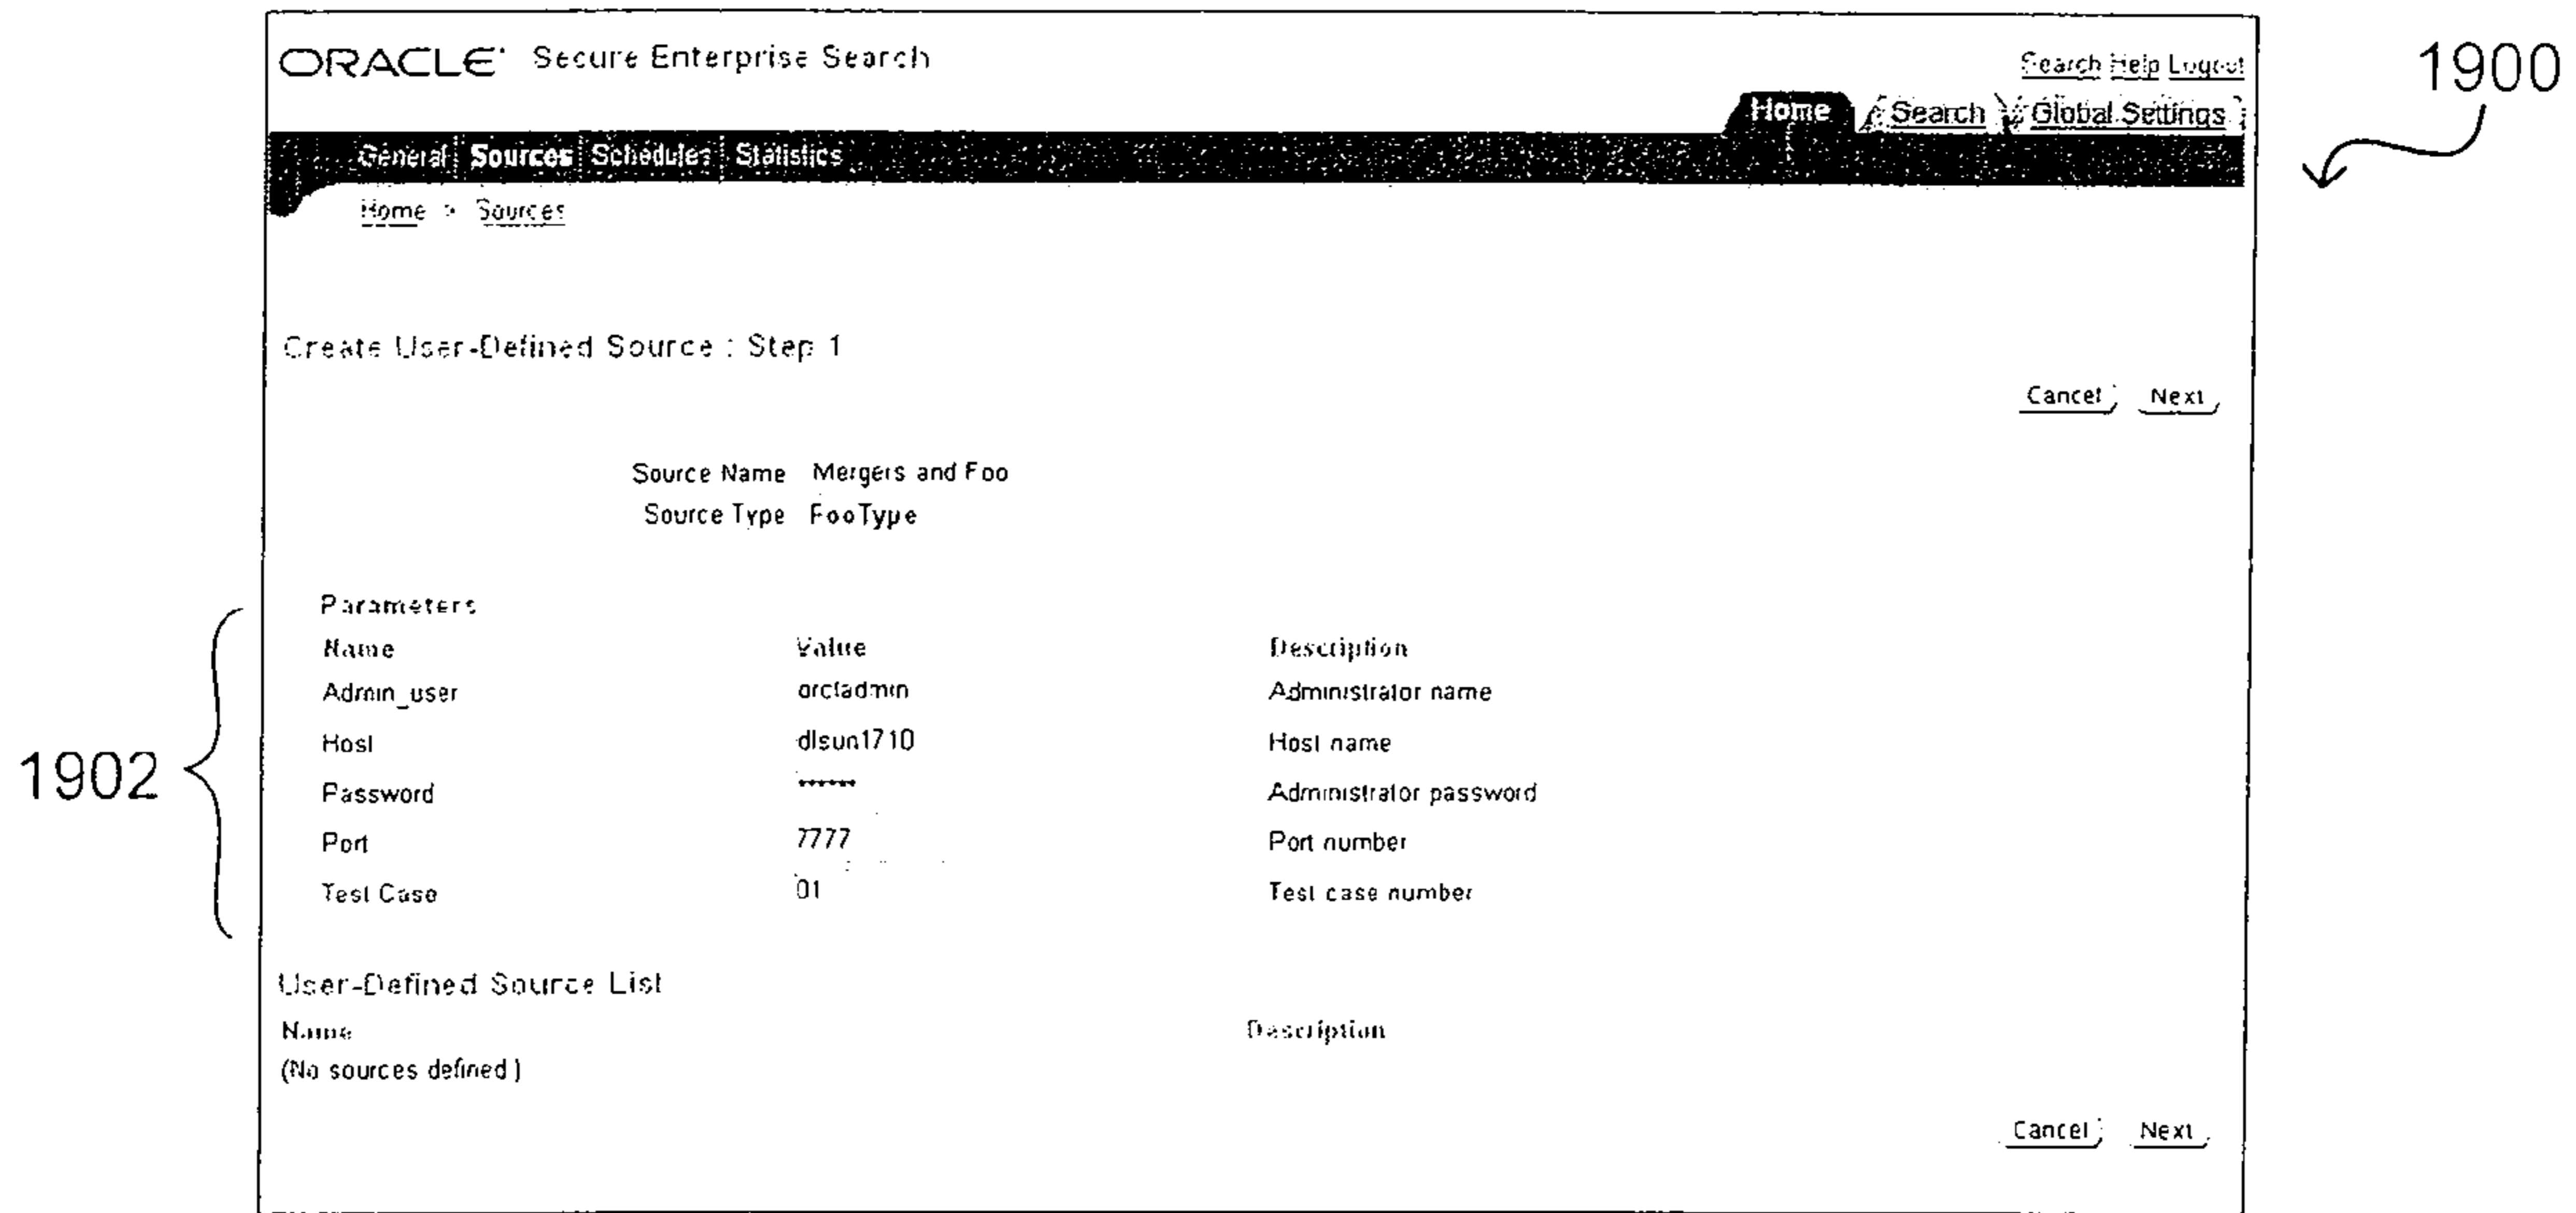 ORACLE Secure Enterprise Search
Search Help Logout
1900
Home Search Global Settings
General Sources Schedules Statistics
Home > Sources
Create User-Defined Source : Step 1
Cancel Next
Source Name Mergers and Foo
Source Type FooType
Parameters
Name Value Description
Admin_user orcladmin Administrator name
Host dlsun1710 Host name
1902
Password ****** Administrator password
Port 7777 Port number
Test Case 01 Test case number
User-Defined Source List
Name Description
(No sources defined )
Cancel Next